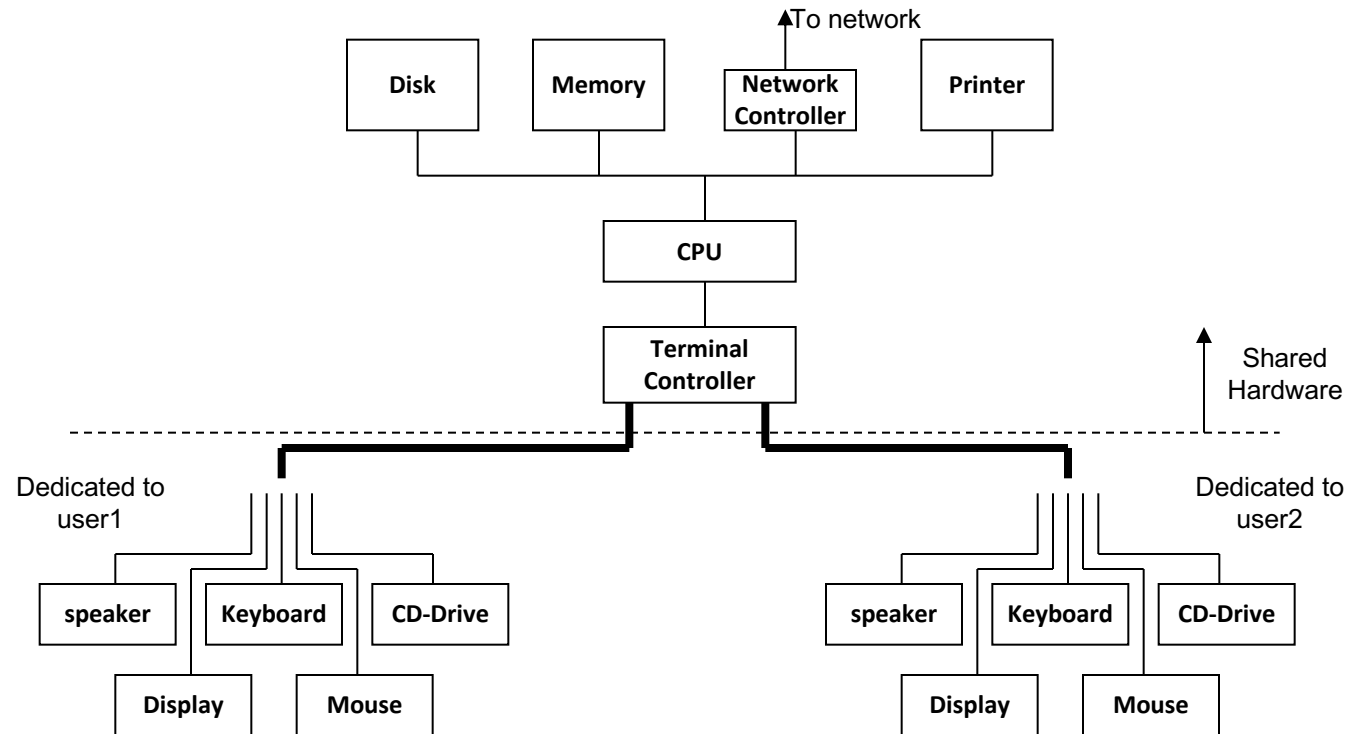 To network
Disk
Memory
Network
Controller
Printer
CPU
Terminal
Controller
Shared
Hardware
Dedicated to
user1
Dedicated to
user2
speaker
Keyboard
CD-Drive
speaker
Keyboard
CD-Drive
Display
Mouse
Display
Mouse